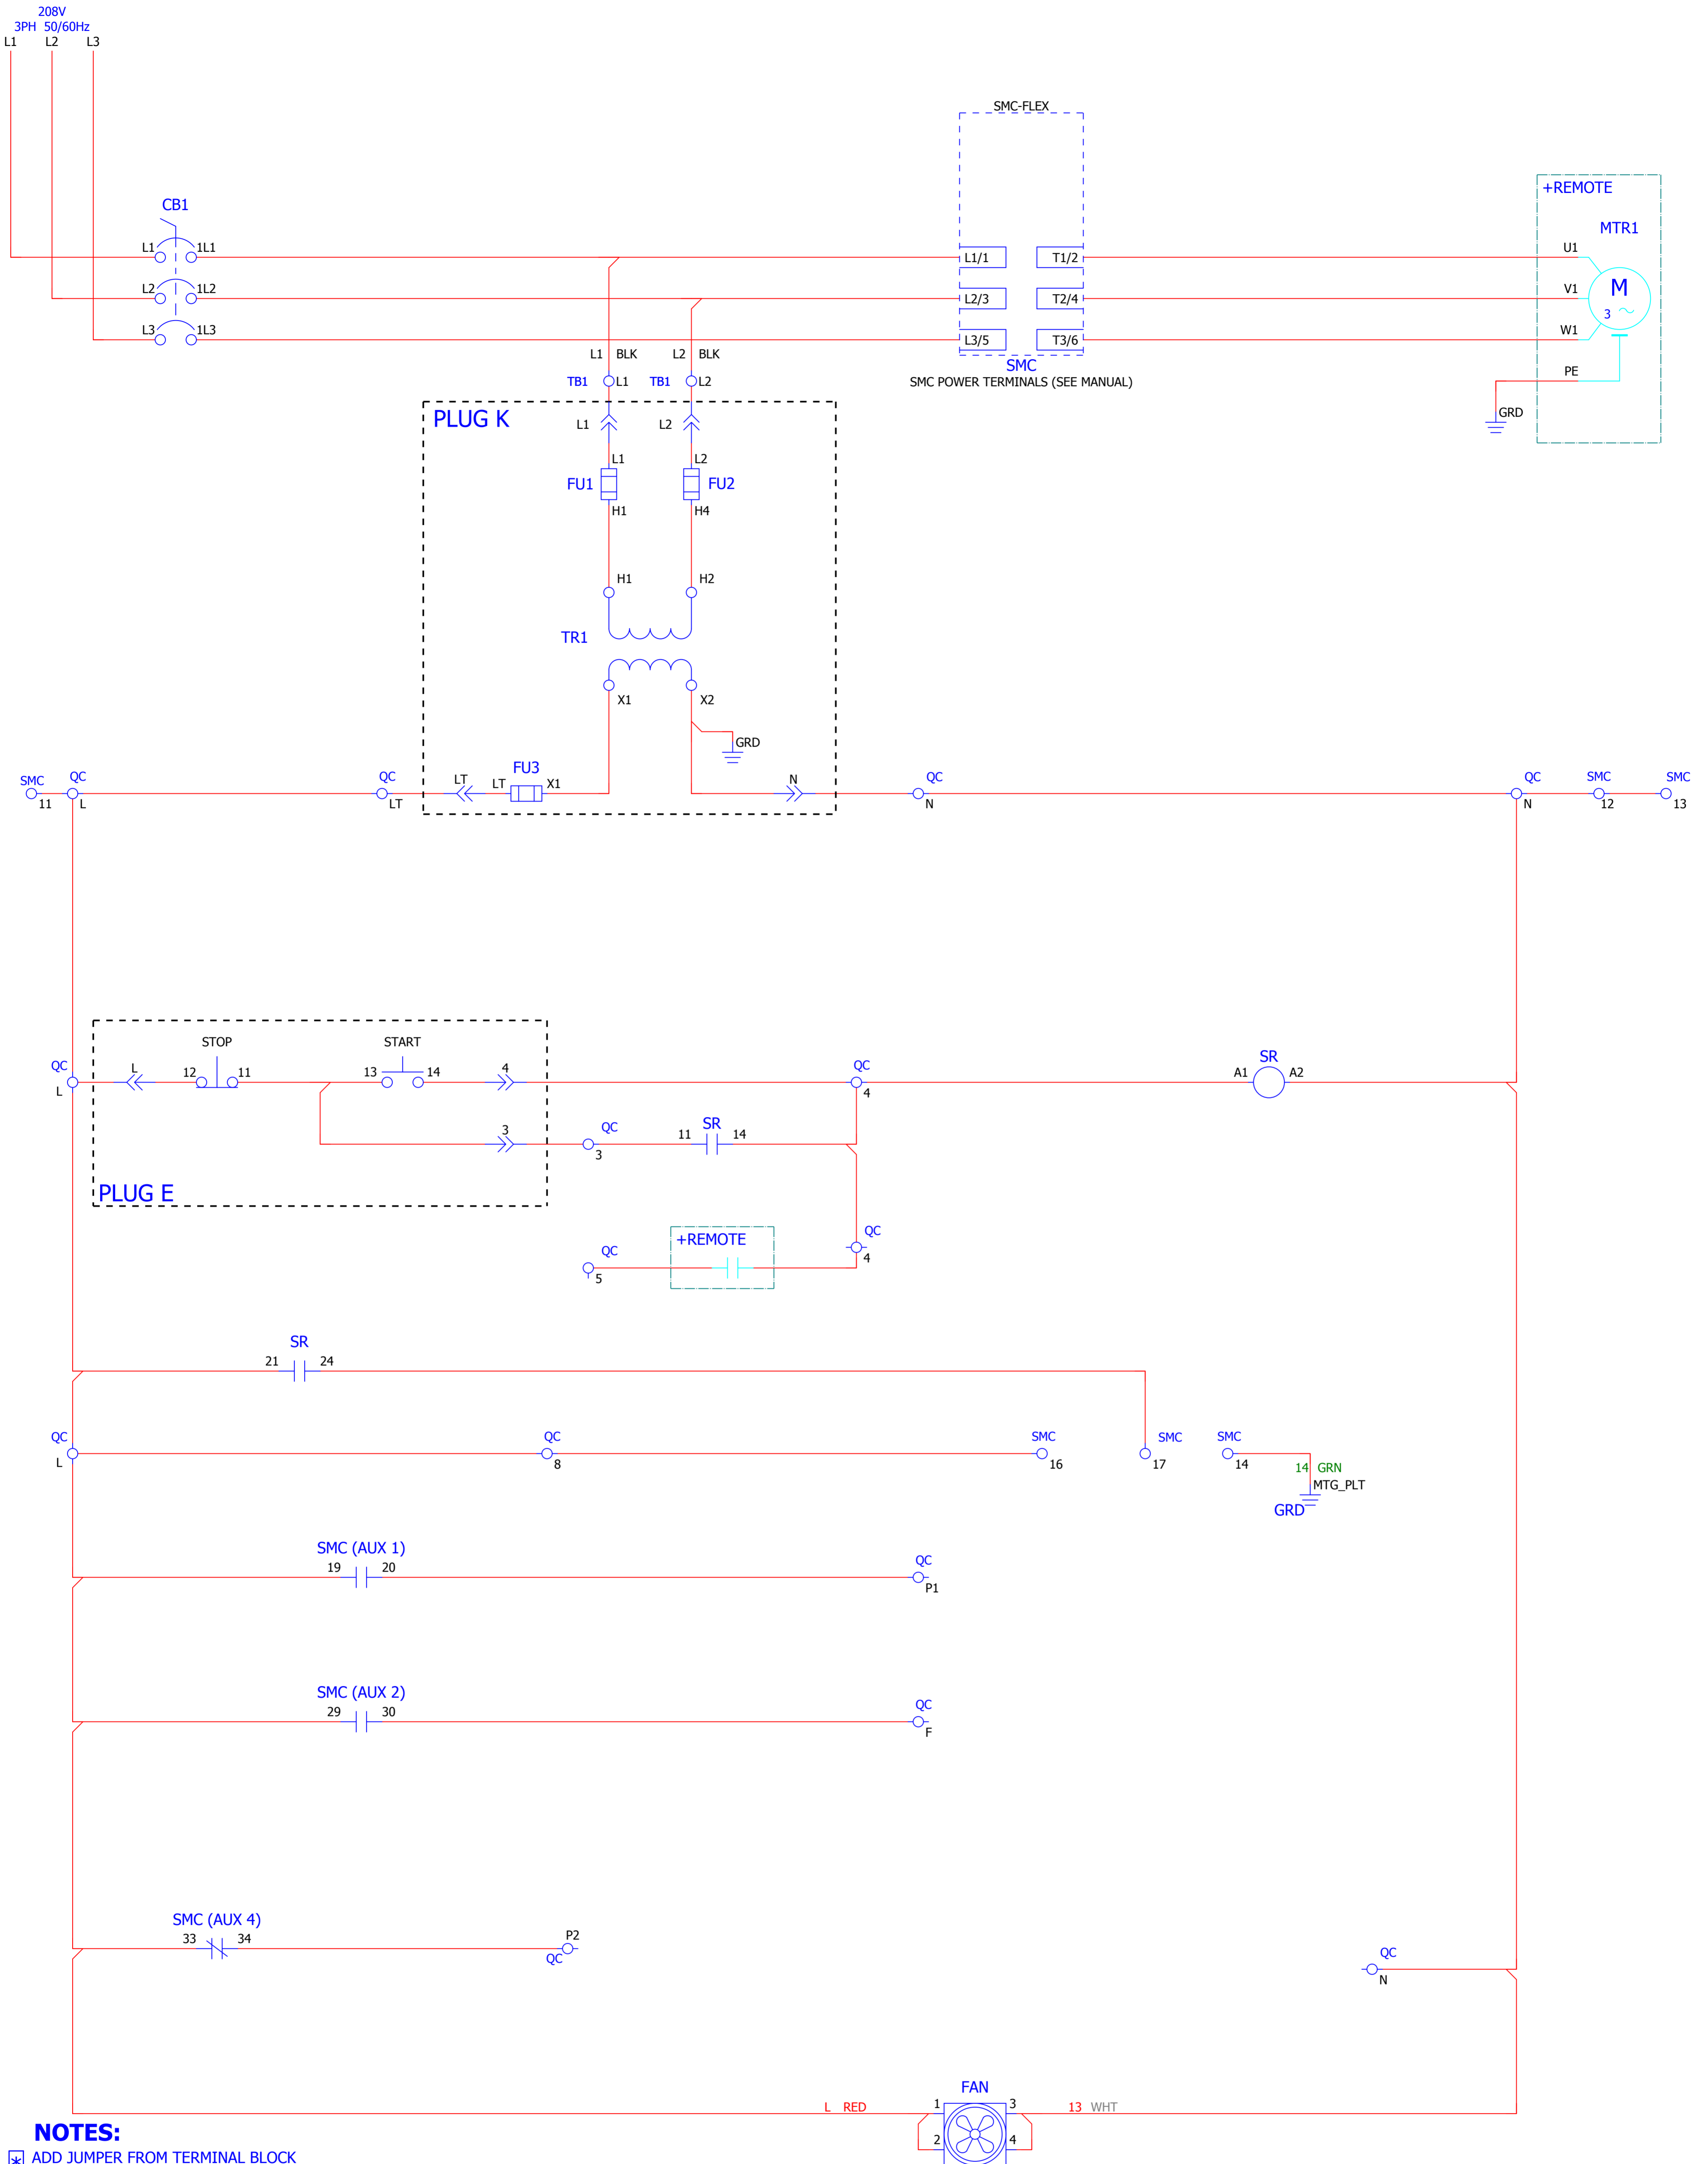 208V
3PH 50/60Hz
L1 L2 L3
SMC-FLEX
+REMOTE
CB1
MTR1
L1 1L1
L1/1 T1/2
U1
L2 1L2
L2/3 T2/4
V1
M
3
L3 1L3
L3/5 T3/6
W1
L1 BLK L2 BLK
SMC
SMC POWER TERMINALS (SEE MANUAL)
PE
TB1 L1 TB1 L2
PLUG K
L1 L2
GRD
L1 L2
FU1 FU2
H1 H4
H1 H2
TR1
X1 X2
GRD
SMC QC QC LT LT FU3 X1 N QC QC SMC SMC
11 L LT N N 12 13
STOP START
QC L 12 11 13 14 4 QC A1 SR A2
L 4
3 QC 11 SR 14
3
PLUG E
QC +REMOTE QC
5 4
SR
21 24
QC QC SMC SMC SMC
L 8 16 17 14
14 GRN
MTG_PLT
GRD
SMC (AUX 1)
19 20 QC
P1
SMC (AUX 2)
29 30 QC
F
SMC (AUX 4)
33 34 P2
QC
QC
N
FAN
L RED 1 3 13 WHT
2 4
NOTES:
* ADD JUMPER FROM TERMINAL BLOCK